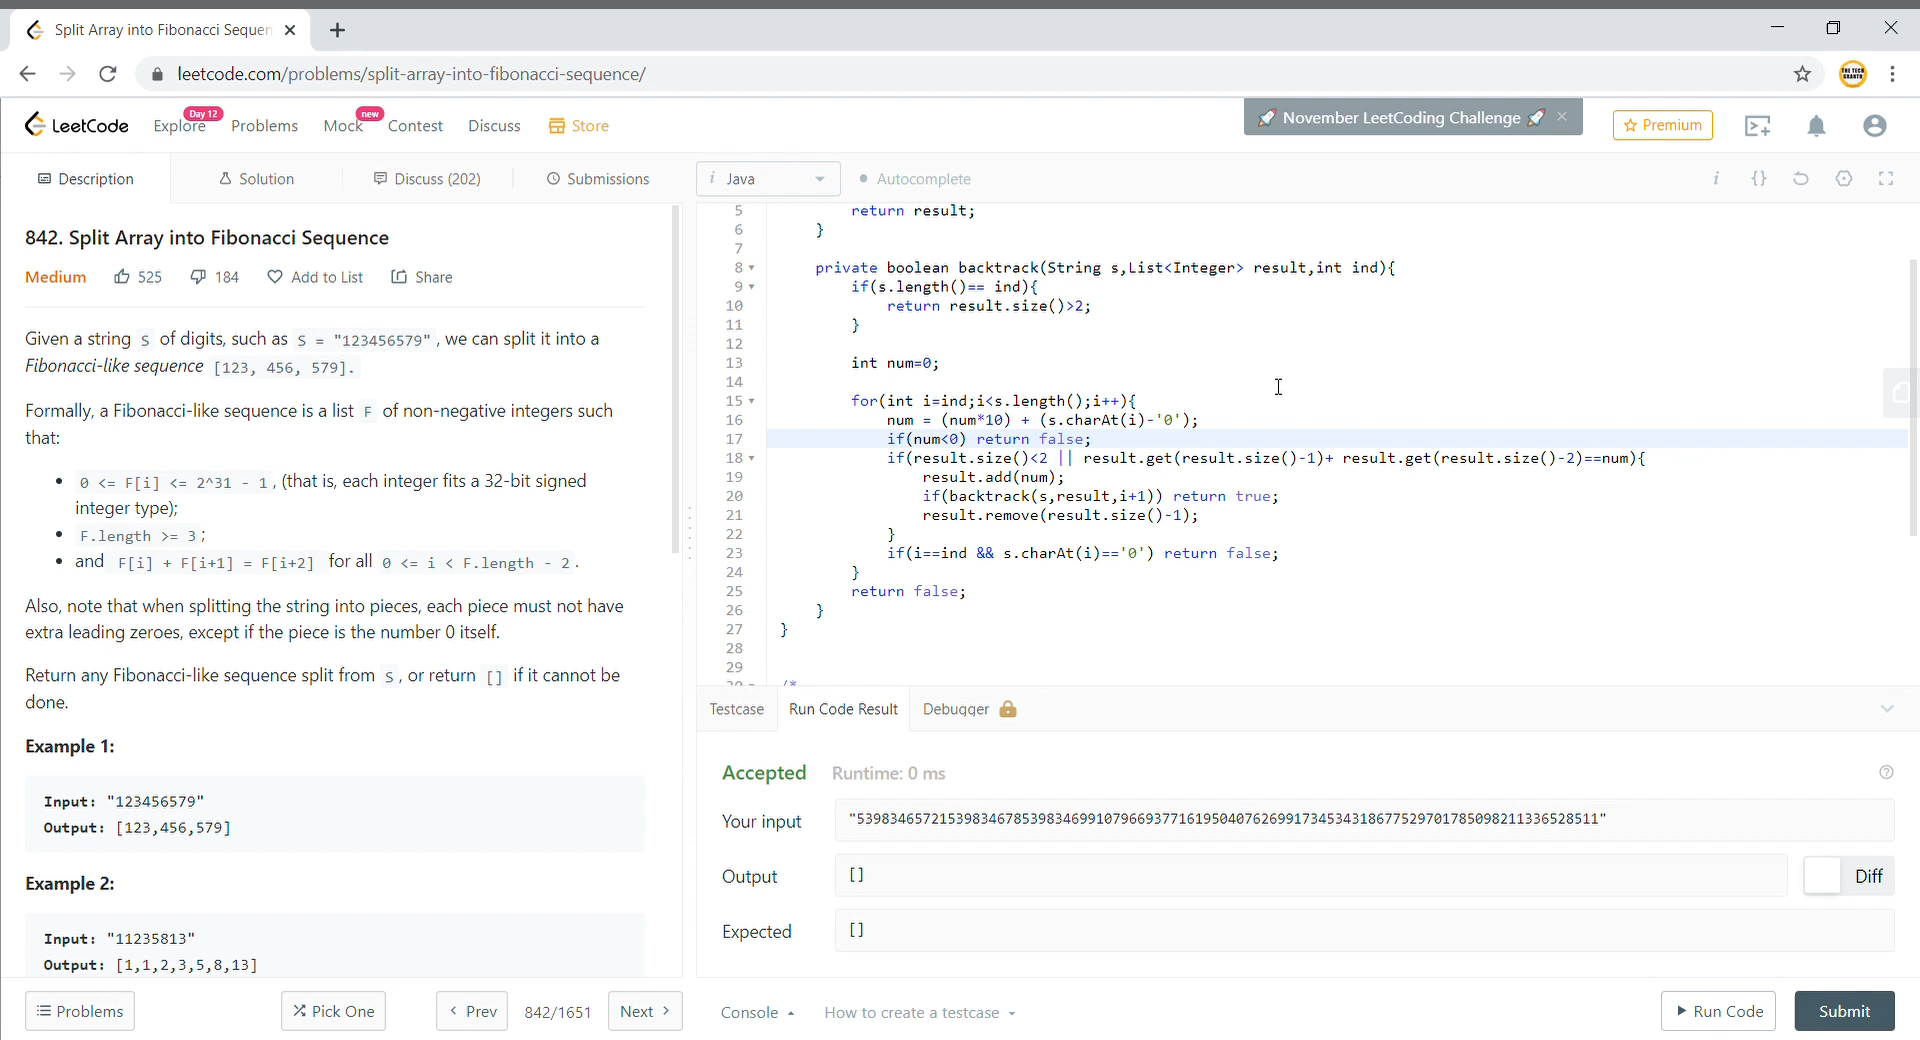 Split Array into Fibonacci Sequen
leetcode.com/problems/split-array-into-fibonacci-sequence/
THE TECH GRANTH
LeetCode
Explore
Day 12
Problems
Mock
new
Contest
Discuss
Store
🚀 November LeetCoding Challenge 🚀 ×
Premium
Description
Solution
Discuss (202)
Submissions
i Java
Autocomplete
842. Split Array into Fibonacci Sequence
Medium 525 184 Add to List Share
Given a string S of digits, such as S = "123456579", we can split it into a
Fibonacci-like sequence [123, 456, 579].
Formally, a Fibonacci-like sequence is a list F of non-negative integers such
that:
• 0 <= F[i] <= 2^31 - 1, (that is, each integer fits a 32-bit signed
integer type);
• F.length >= 3;
• and F[i] + F[i+1] = F[i+2] for all 0 <= i < F.length - 2.
Also, note that when splitting the string into pieces, each piece must not have
extra leading zeroes, except if the piece is the number 0 itself.
Return any Fibonacci-like sequence split from S, or return [] if it cannot be
done.
Example 1:
Input: "123456579"
Output: [123,456,579]
Example 2:
Input: "11235813"
Output: [1,1,2,3,5,8,13]
Problems
Pick One
< Prev
842/1651
Next >
5 return result;
6 }
7
8 private boolean backtrack(String s,List<Integer> result,int ind){
9 if(s.length()== ind){
10 return result.size()>2;
11 }
12
13 int num=0;
14
15 for(int i=ind;i<s.length();i++){
16 num = (num*10) + (s.charAt(i)-'0');
17 if(num<0) return false;
18 if(result.size()<2 || result.get(result.size()-1)+ result.get(result.size()-2)==num){
19 result.add(num);
20 if(backtrack(s,result,i+1)) return true;
21 result.remove(result.size()-1);
22 }
23 if(i==ind && s.charAt(i)=='0') return false;
24 }
25 return false;
26 }
27 }
28
29
30 /*
Testcase
Run Code Result
Debugger
Accepted Runtime: 0 ms
Your input
"539834657215398346785398346991079669377161950407626991734534318677529701785098211336528511"
Output
[]
Diff
Expected
[]
Console
How to create a testcase
Run Code
Submit